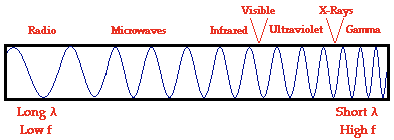 Visible X-Rays
Radio Microwaves Infrared Ultraviolet Gamma
Long λ Short λ
Low f High f